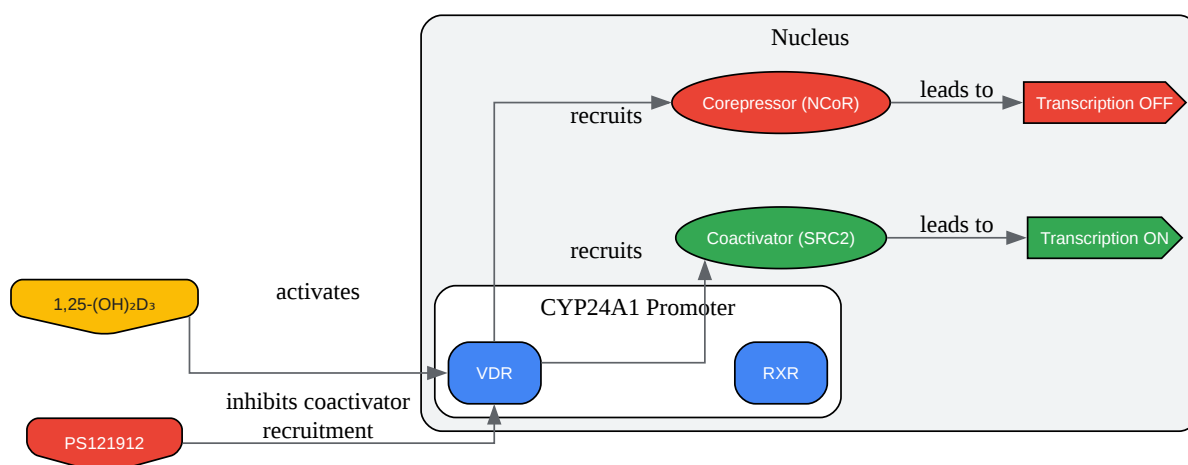 Nucleus
Corepressor (NCoR)
leads to
Transcription OFF
recruits
Coactivator (SRC2)
leads to
Transcription ON
recruits
activates
1,25-(OH)₂D₃
CYP24A1 Promoter
VDR
RXR
inhibits coactivator
recruitment
PS121912